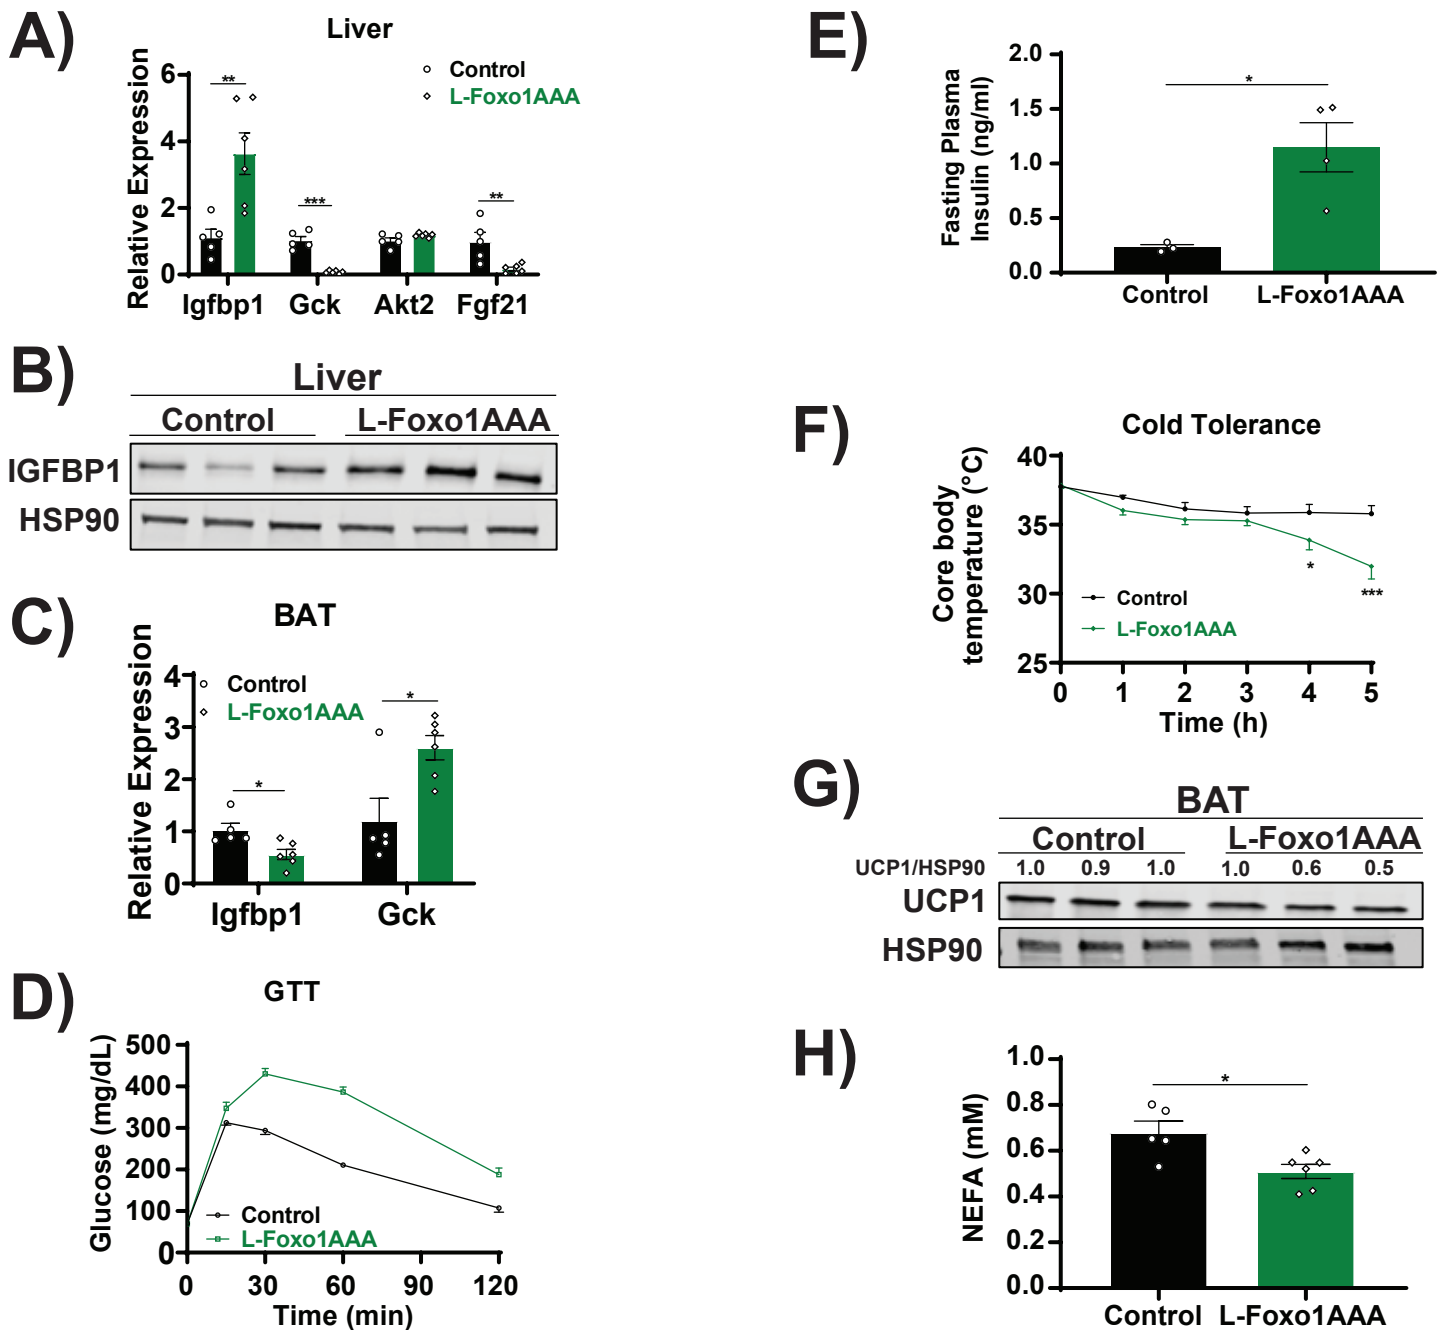 A)
Liver
Relative Expression
6
4
2
0
Control
L-Foxo1AAA
**
***
**
Igfbp1 Gck Akt2 Fgf21
B)
Liver
Control L-Foxo1AAA
IGFBP1
HSP90
C)
BAT
Relative Expression
4
3
2
1
0
Control
L-Foxo1AAA
*
*
Igfbp1 Gck
D)
GTT
Glucose (mg/dL)
500
400
300
200
100
0
Control
L-Foxo1AAA
0 30 60 90 120
Time (min)
E)
Fasting Plasma
Insulin (ng/ml)
2.0
1.5
1.0
0.5
0.0
*
Control L-Foxo1AAA
F)
Cold Tolerance
Core body
temperature (°C)
40
35
30
25
*
***
Control
L-Foxo1AAA
0 1 2 3 4 5
Time (h)
G)
BAT
Control L-Foxo1AAA
UCP1/HSP90 1.0 0.9 1.0 1.0 0.6 0.5
UCP1
HSP90
H)
NEFA (mM)
1.0
0.8
0.6
0.4
0.2
0.0
*
Control L-Foxo1AAA